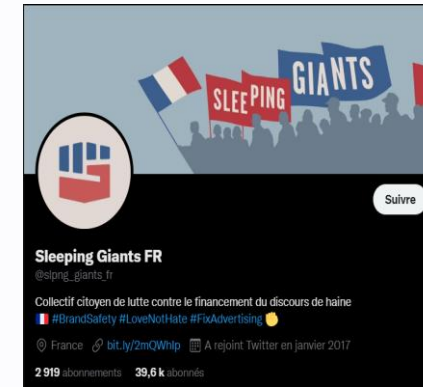 SLEEPING GIANTS
Suivre
Sleeping Giants FR
@slpng_giants_fr
Collectif citoyen de lutte contre le financement du discours de haine
🇫🇷 #BrandSafety #LoveNotHate #FixAdvertising ✊
France bit.ly/2mQWhlp A rejoint Twitter en janvier 2017
2 919 abonnements 39,6 k abonnés